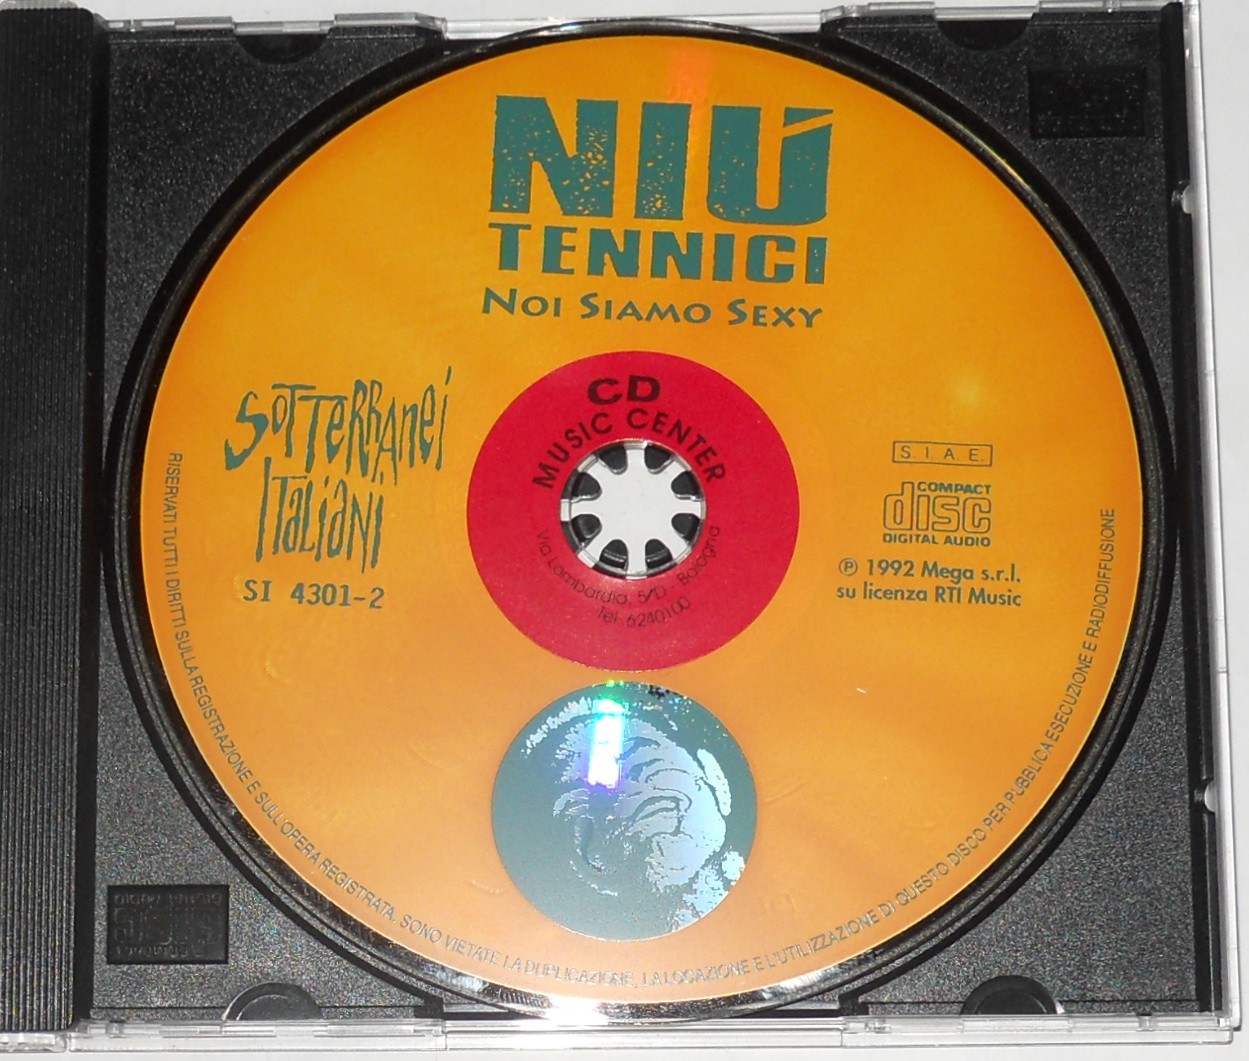 NIÚ
TENNICI
NOI SIAMO SEXY
SOTTERRANEI
ITALIANI
SI 4301-2
CD
MUSIC CENTER
Via Lombardia, 5/D Bologna
Tel. 6240100
S.I.A.E.
COMPACT
disc
DIGITAL AUDIO
℗ 1992 Mega s.r.l.
su licenza RTI Music
RISERVATI TUTTI I DIRITTI SULLA REGISTRAZIONE E SULL'OPERA REGISTRATA. SONO VIETATE LA DUPLICAZIONE, LA LOCAZIONE E L'UTILIZZAZIONE DI QUESTO DISCO PER PUBBLICA ESECUZIONE E RADIODIFFUSIONE